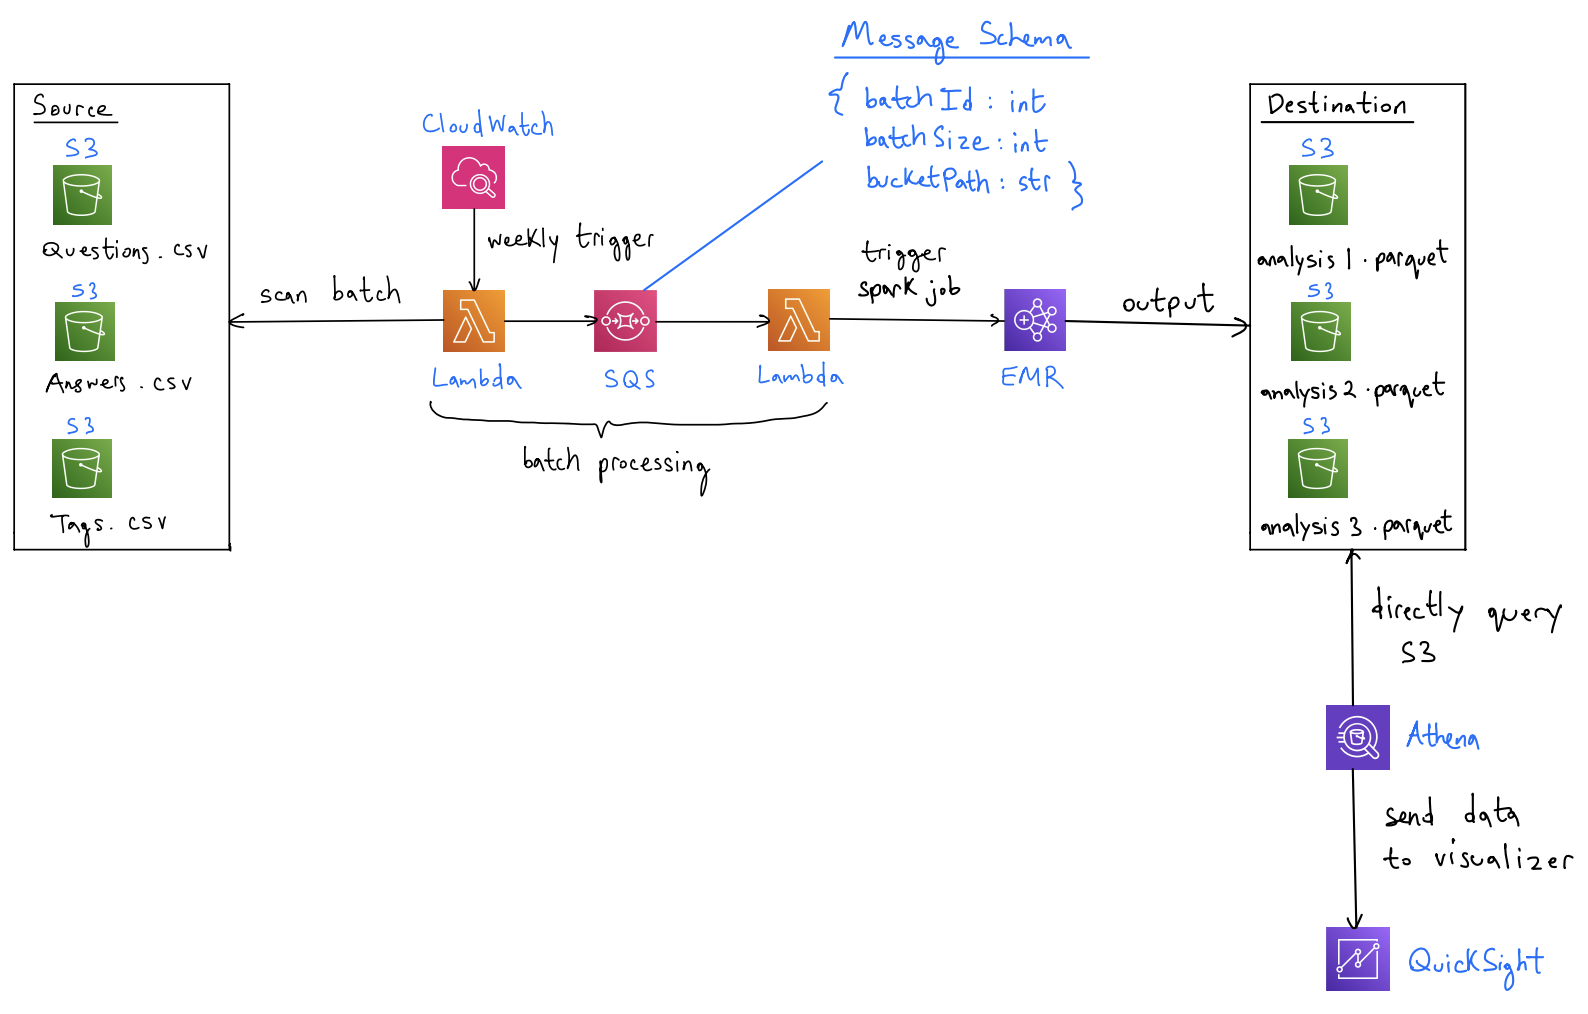 Message Schema
{ batchId : int
batchSize : int
bucketPath : str }
Source
S3
Questions.csv
S3
Answers.csv
S3
Tags.csv
CloudWatch
weekly trigger
scan batch
Lambda
SQS
Lambda
batch processing
trigger
spark job
EMR
output
Destination
S3
analysis 1.parquet
S3
analysis 2.parquet
S3
analysis 3.parquet
directly query
S3
Athena
send data
to visualizer
QuickSight